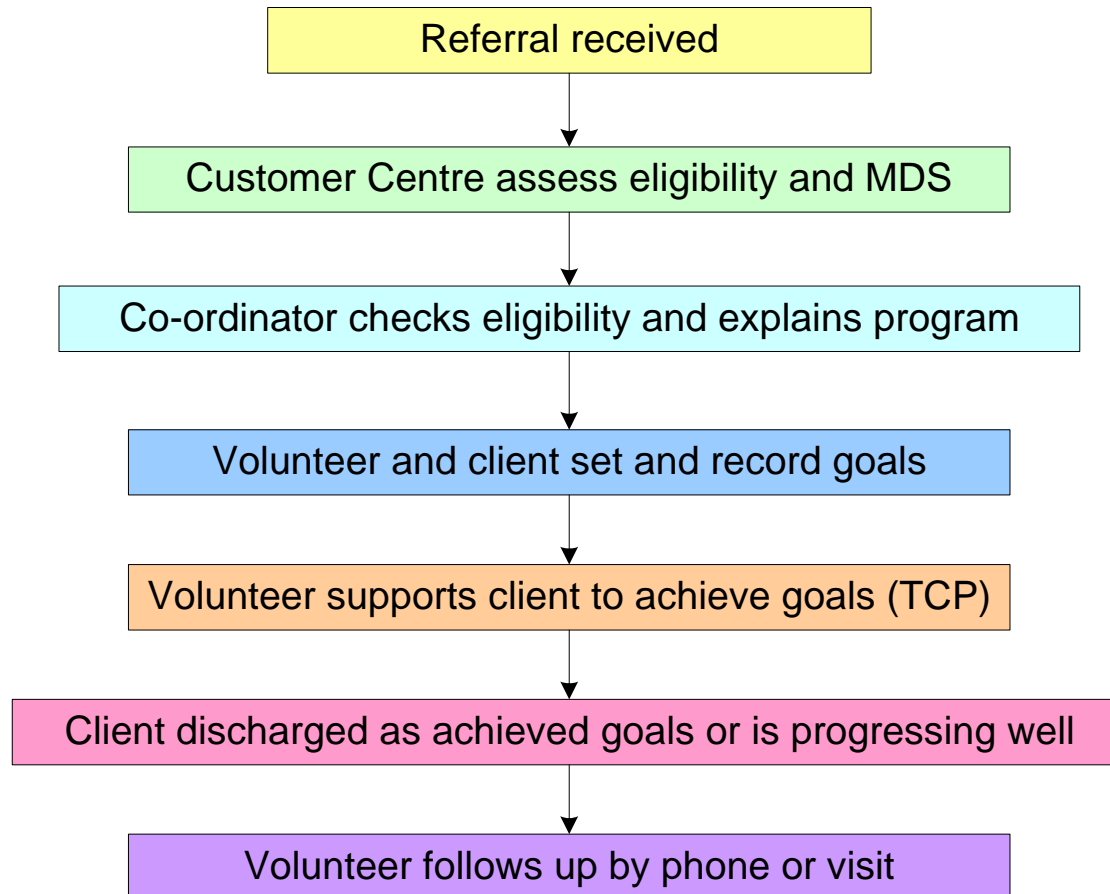 Referral received
Customer Centre assess eligibility and MDS
Co-ordinator checks eligibility and explains program
Volunteer and client set and record goals
Volunteer supports client to achieve goals (TCP)
Client discharged as achieved goals or is progressing well
Volunteer follows up by phone or visit